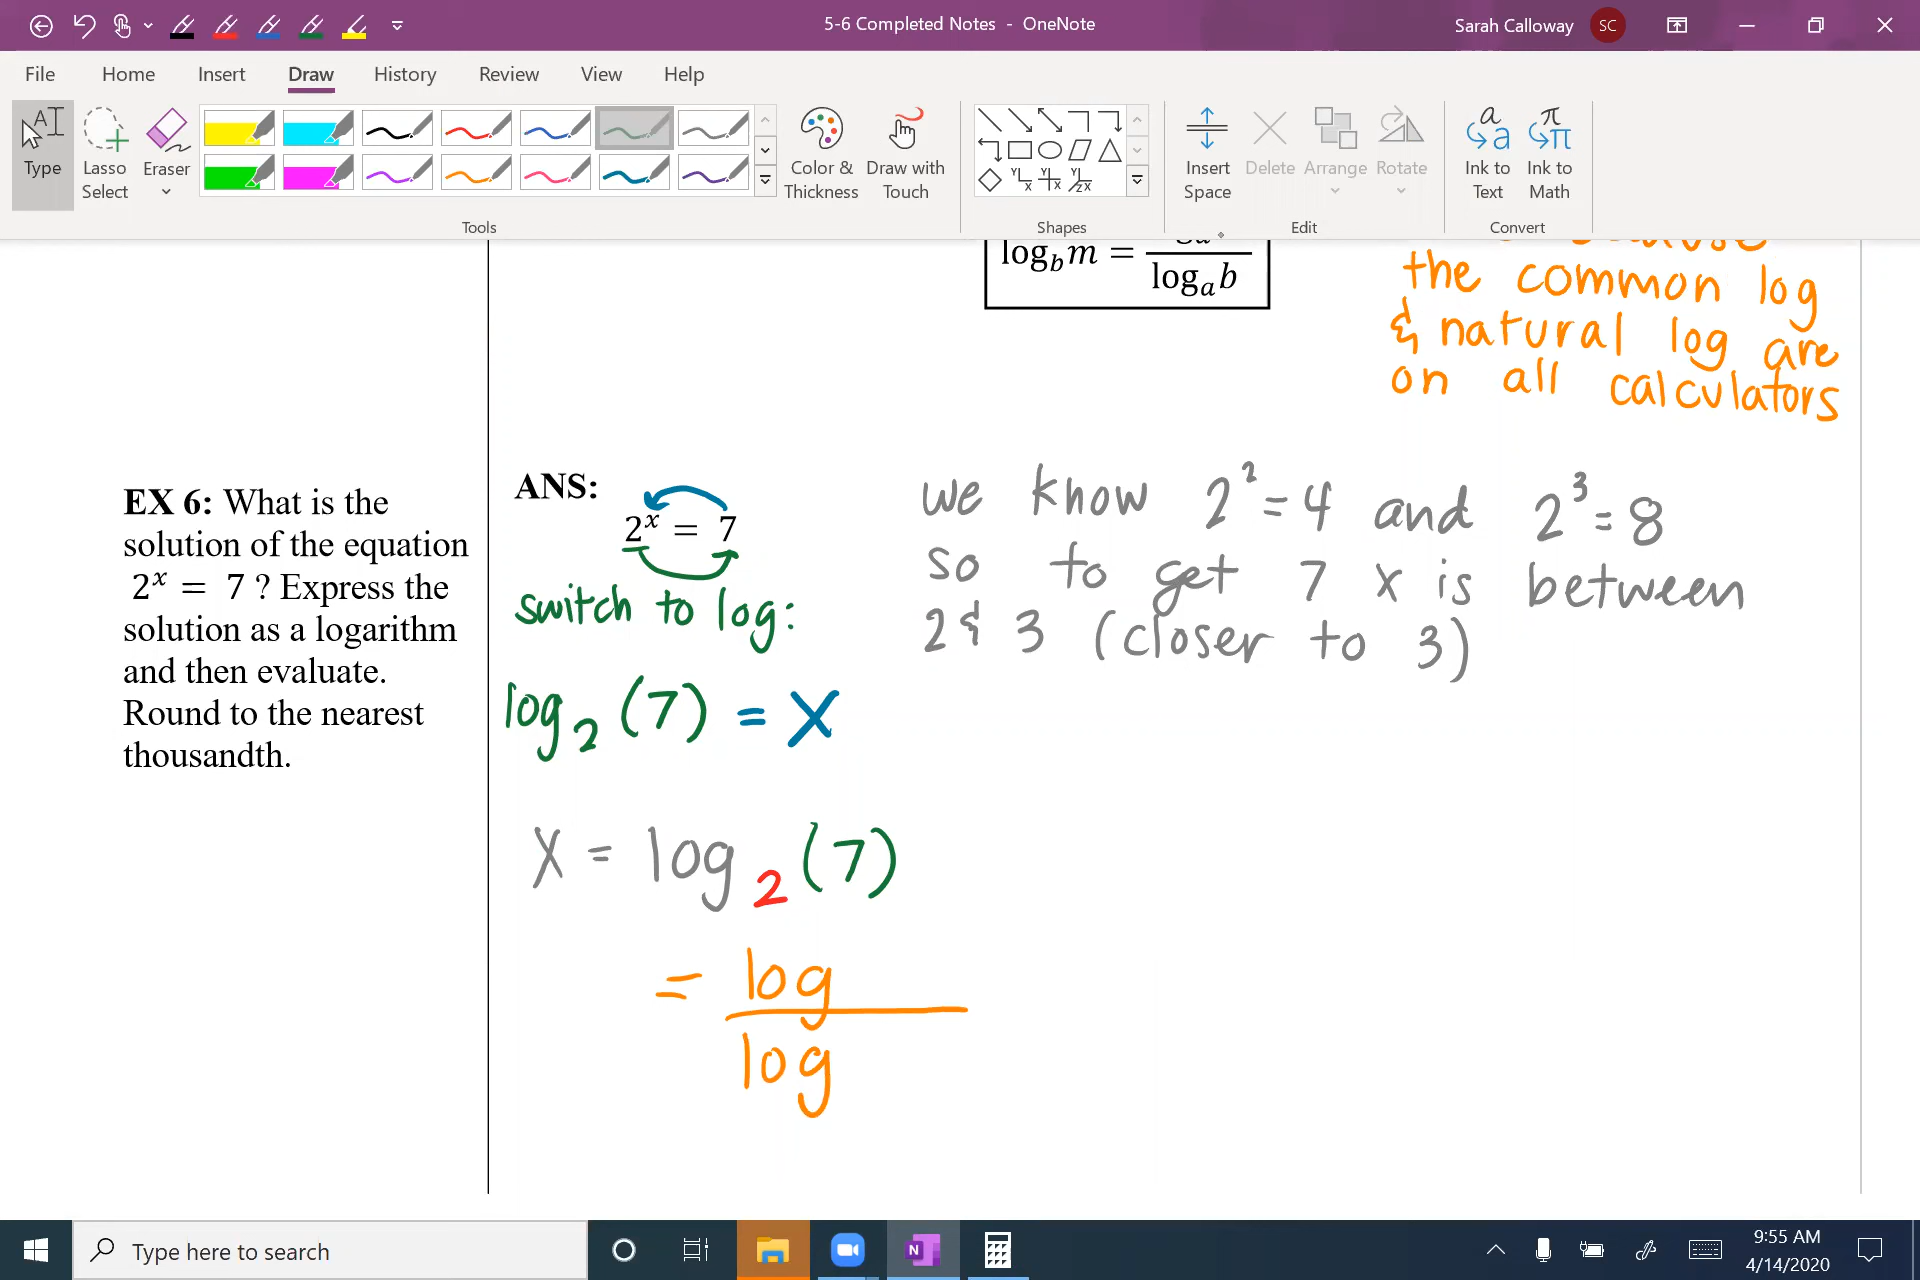 5-6 Completed Notes - OneNote
Sarah Calloway
SC
File Home Insert Draw History Review View Help
Type
Lasso Select
Eraser
Color & Thickness
Draw with Touch
Insert Space
Delete
Arrange
Rotate
Ink to Text
Ink to Math
Tools
Shapes
Edit
Convert
log_b m = / log_a b
the common log
& natural log are
on all calculators
EX 6: What is the
solution of the equation
2^x = 7 ? Express the
solution as a logarithm
and then evaluate.
Round to the nearest
thousandth.
ANS:
2^x = 7
switch to log:
log_2 (7) = X
X = log_2 (7)
= log / log
we know 2^2 = 4 and 2^3 = 8
so to get 7 x is between
2 & 3 (closer to 3)
Type here to search
9:55 AM
4/14/2020